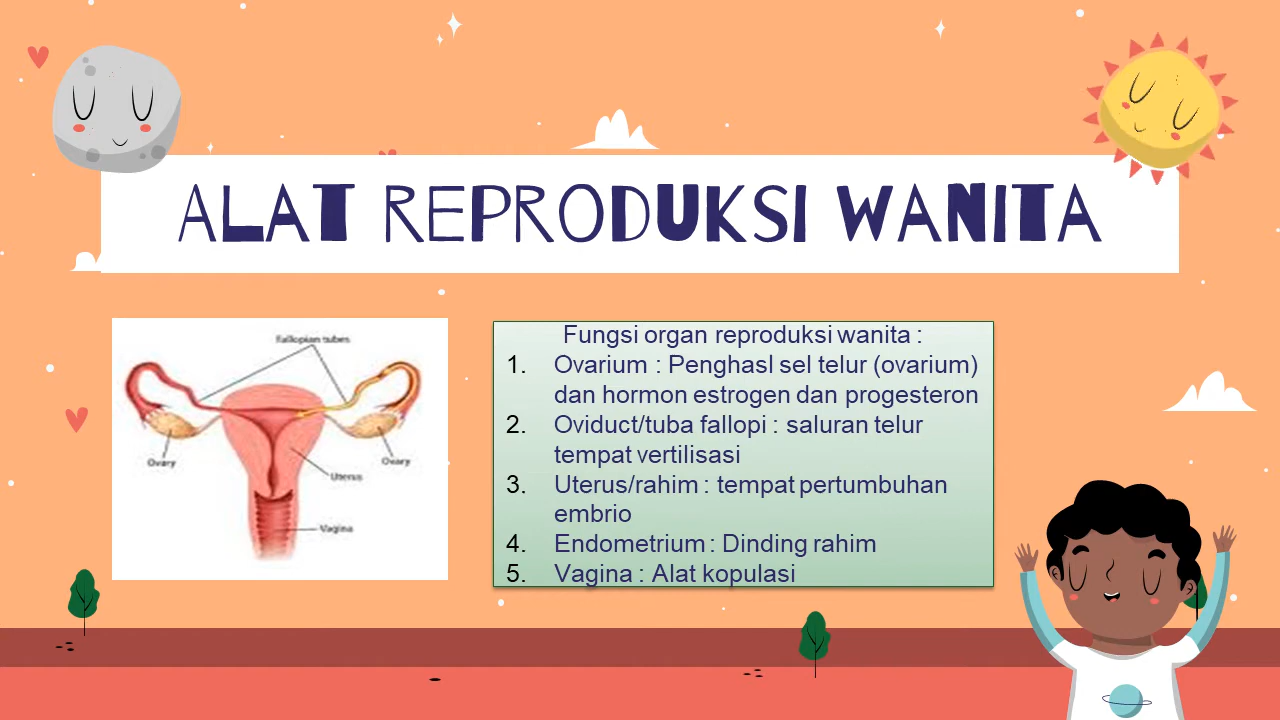 ALAT REPRODUKSI WANITA
Fallopian tubes
Ovary
Ovary
Uterus
Vagina
Fungsi organ reproduksi wanita :
1. Ovarium : Penghasl sel telur (ovarium)
dan hormon estrogen dan progesteron
2. Oviduct/tuba fallopi : saluran telur
tempat vertilisasi
3. Uterus/rahim : tempat pertumbuhan
embrio
4. Endometrium : Dinding rahim
5. Vagina : Alat kopulasi